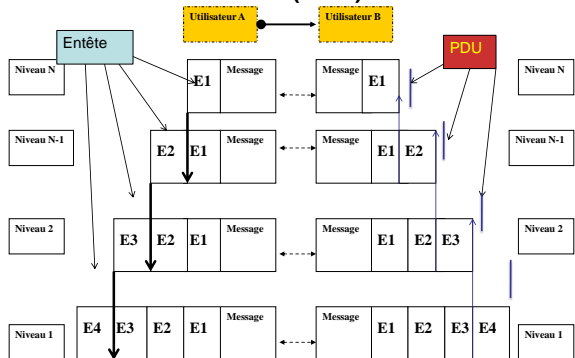 Utilisateur A
Utilisateur B
Entête
PDU
Niveau N
E1
Message
Message
E1
Niveau N
Niveau N-1
E2
E1
Message
Message
E1
E2
Niveau N-1
Niveau 2
E3
E2
E1
Message
Message
E1
E2
E3
Niveau 2
Niveau 1
E4
E3
E2
E1
Message
Message
E1
E2
E3
E4
Niveau 1